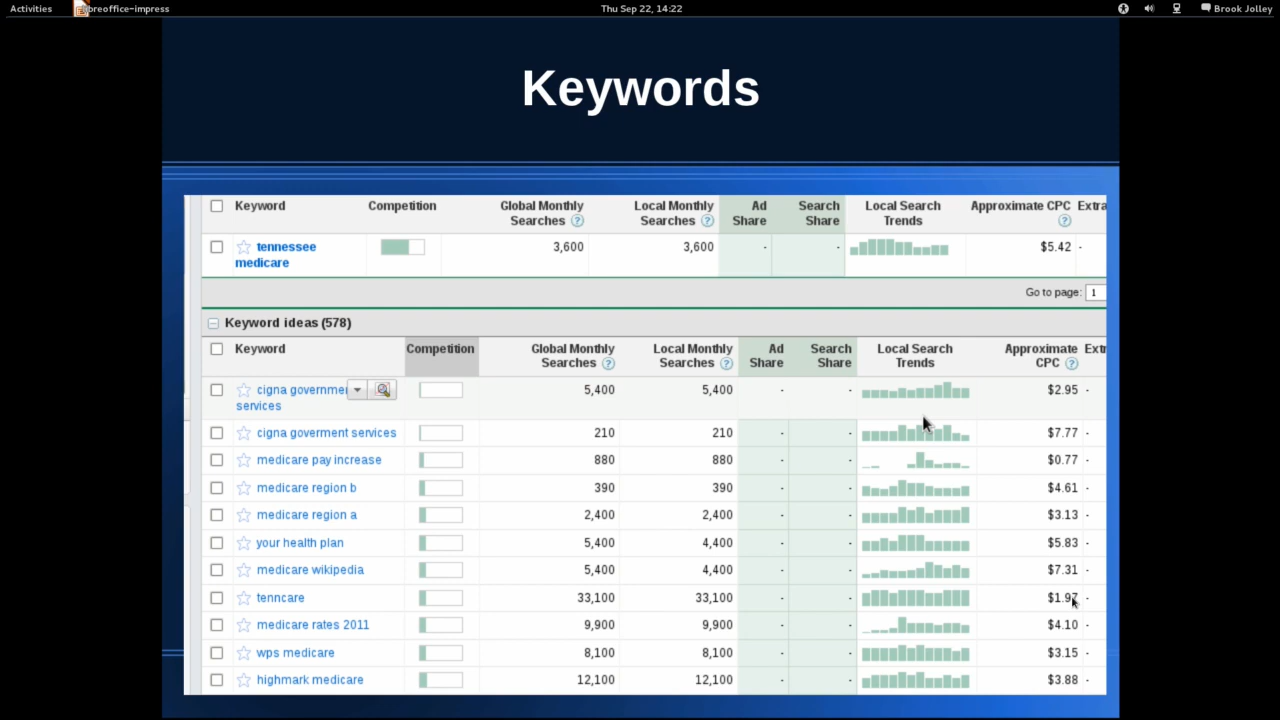 Activities
Thu Sep 22, 14:22
Brook Jolley
Keywords
Keyword Competition Global Monthly Searches Local Monthly Searches Ad Share Search Share Local Search Trends Approximate CPC Extra
tennessee medicare 3,600 3,600 - - $5.42 -
Go to page: 1
Keyword ideas (578)
Keyword Competition Global Monthly Searches Local Monthly Searches Ad Share Search Share Local Search Trends Approximate CPC Extr
cigna governmen services 5,400 5,400 - - $2.95 -
cigna goverment services 210 210 - - $7.77 -
medicare pay increase 880 880 - - $0.77 -
medicare region b 390 390 - - $4.61 -
medicare region a 2,400 2,400 - - $3.13 -
your health plan 5,400 4,400 - - $5.83 -
medicare wikipedia 5,400 4,400 - - $7.31 -
tenncare 33,100 33,100 - - $1.97 -
medicare rates 2011 9,900 9,900 - - $4.10 -
wps medicare 8,100 8,100 - - $3.15 -
highmark medicare 12,100 12,100 - - $3.88 -